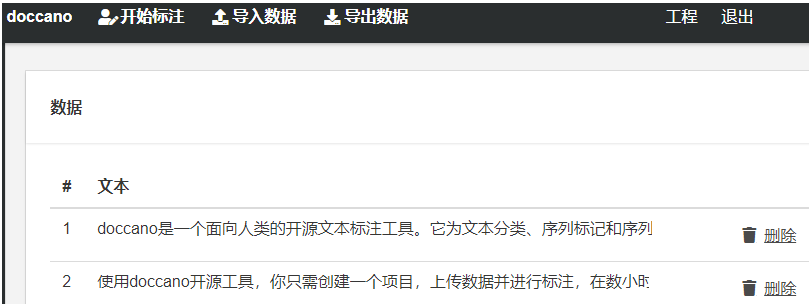 doccano 开始标注 导入数据 导出数据 工程 退出
数据
# 文本
1 doccano是一个面向人类的开源文本标注工具。它为文本分类、序列标记和序列 删除
2 使用doccano开源工具，你只需创建一个项目，上传数据并进行标注，在数小时 删除